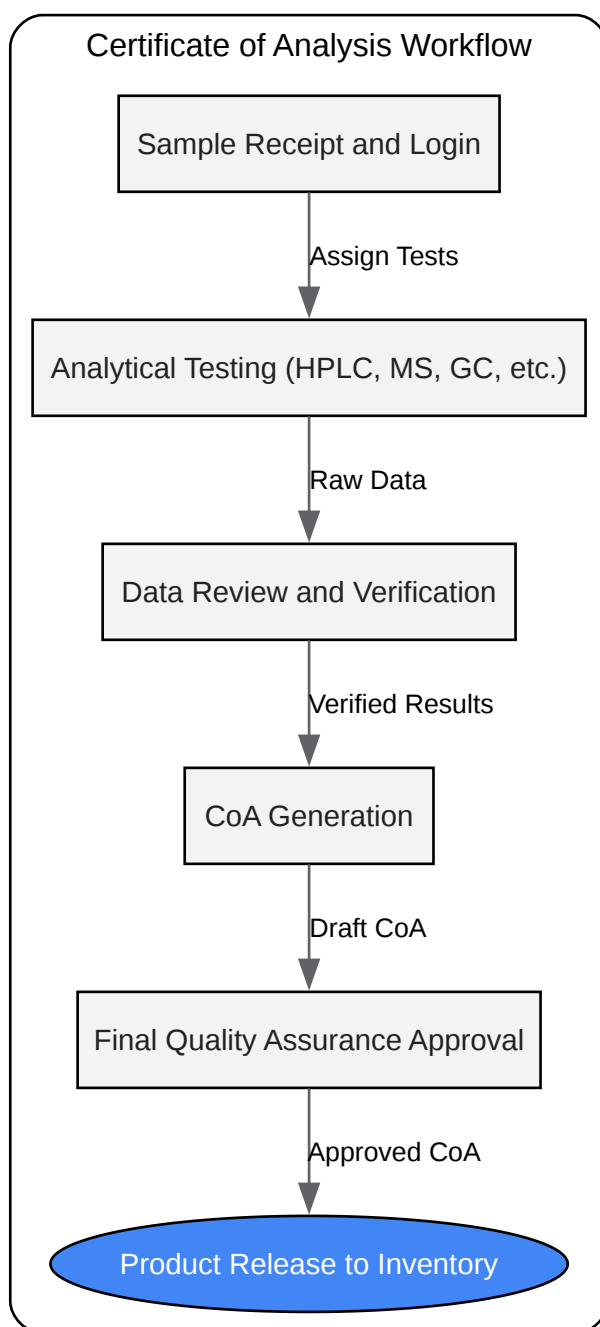 Certificate of Analysis Workflow
Sample Receipt and Login
Assign Tests
Analytical Testing (HPLC, MS, GC, etc.)
Raw Data
Data Review and Verification
Verified Results
CoA Generation
Draft CoA
Final Quality Assurance Approval
Approved CoA
Product Release to Inventory